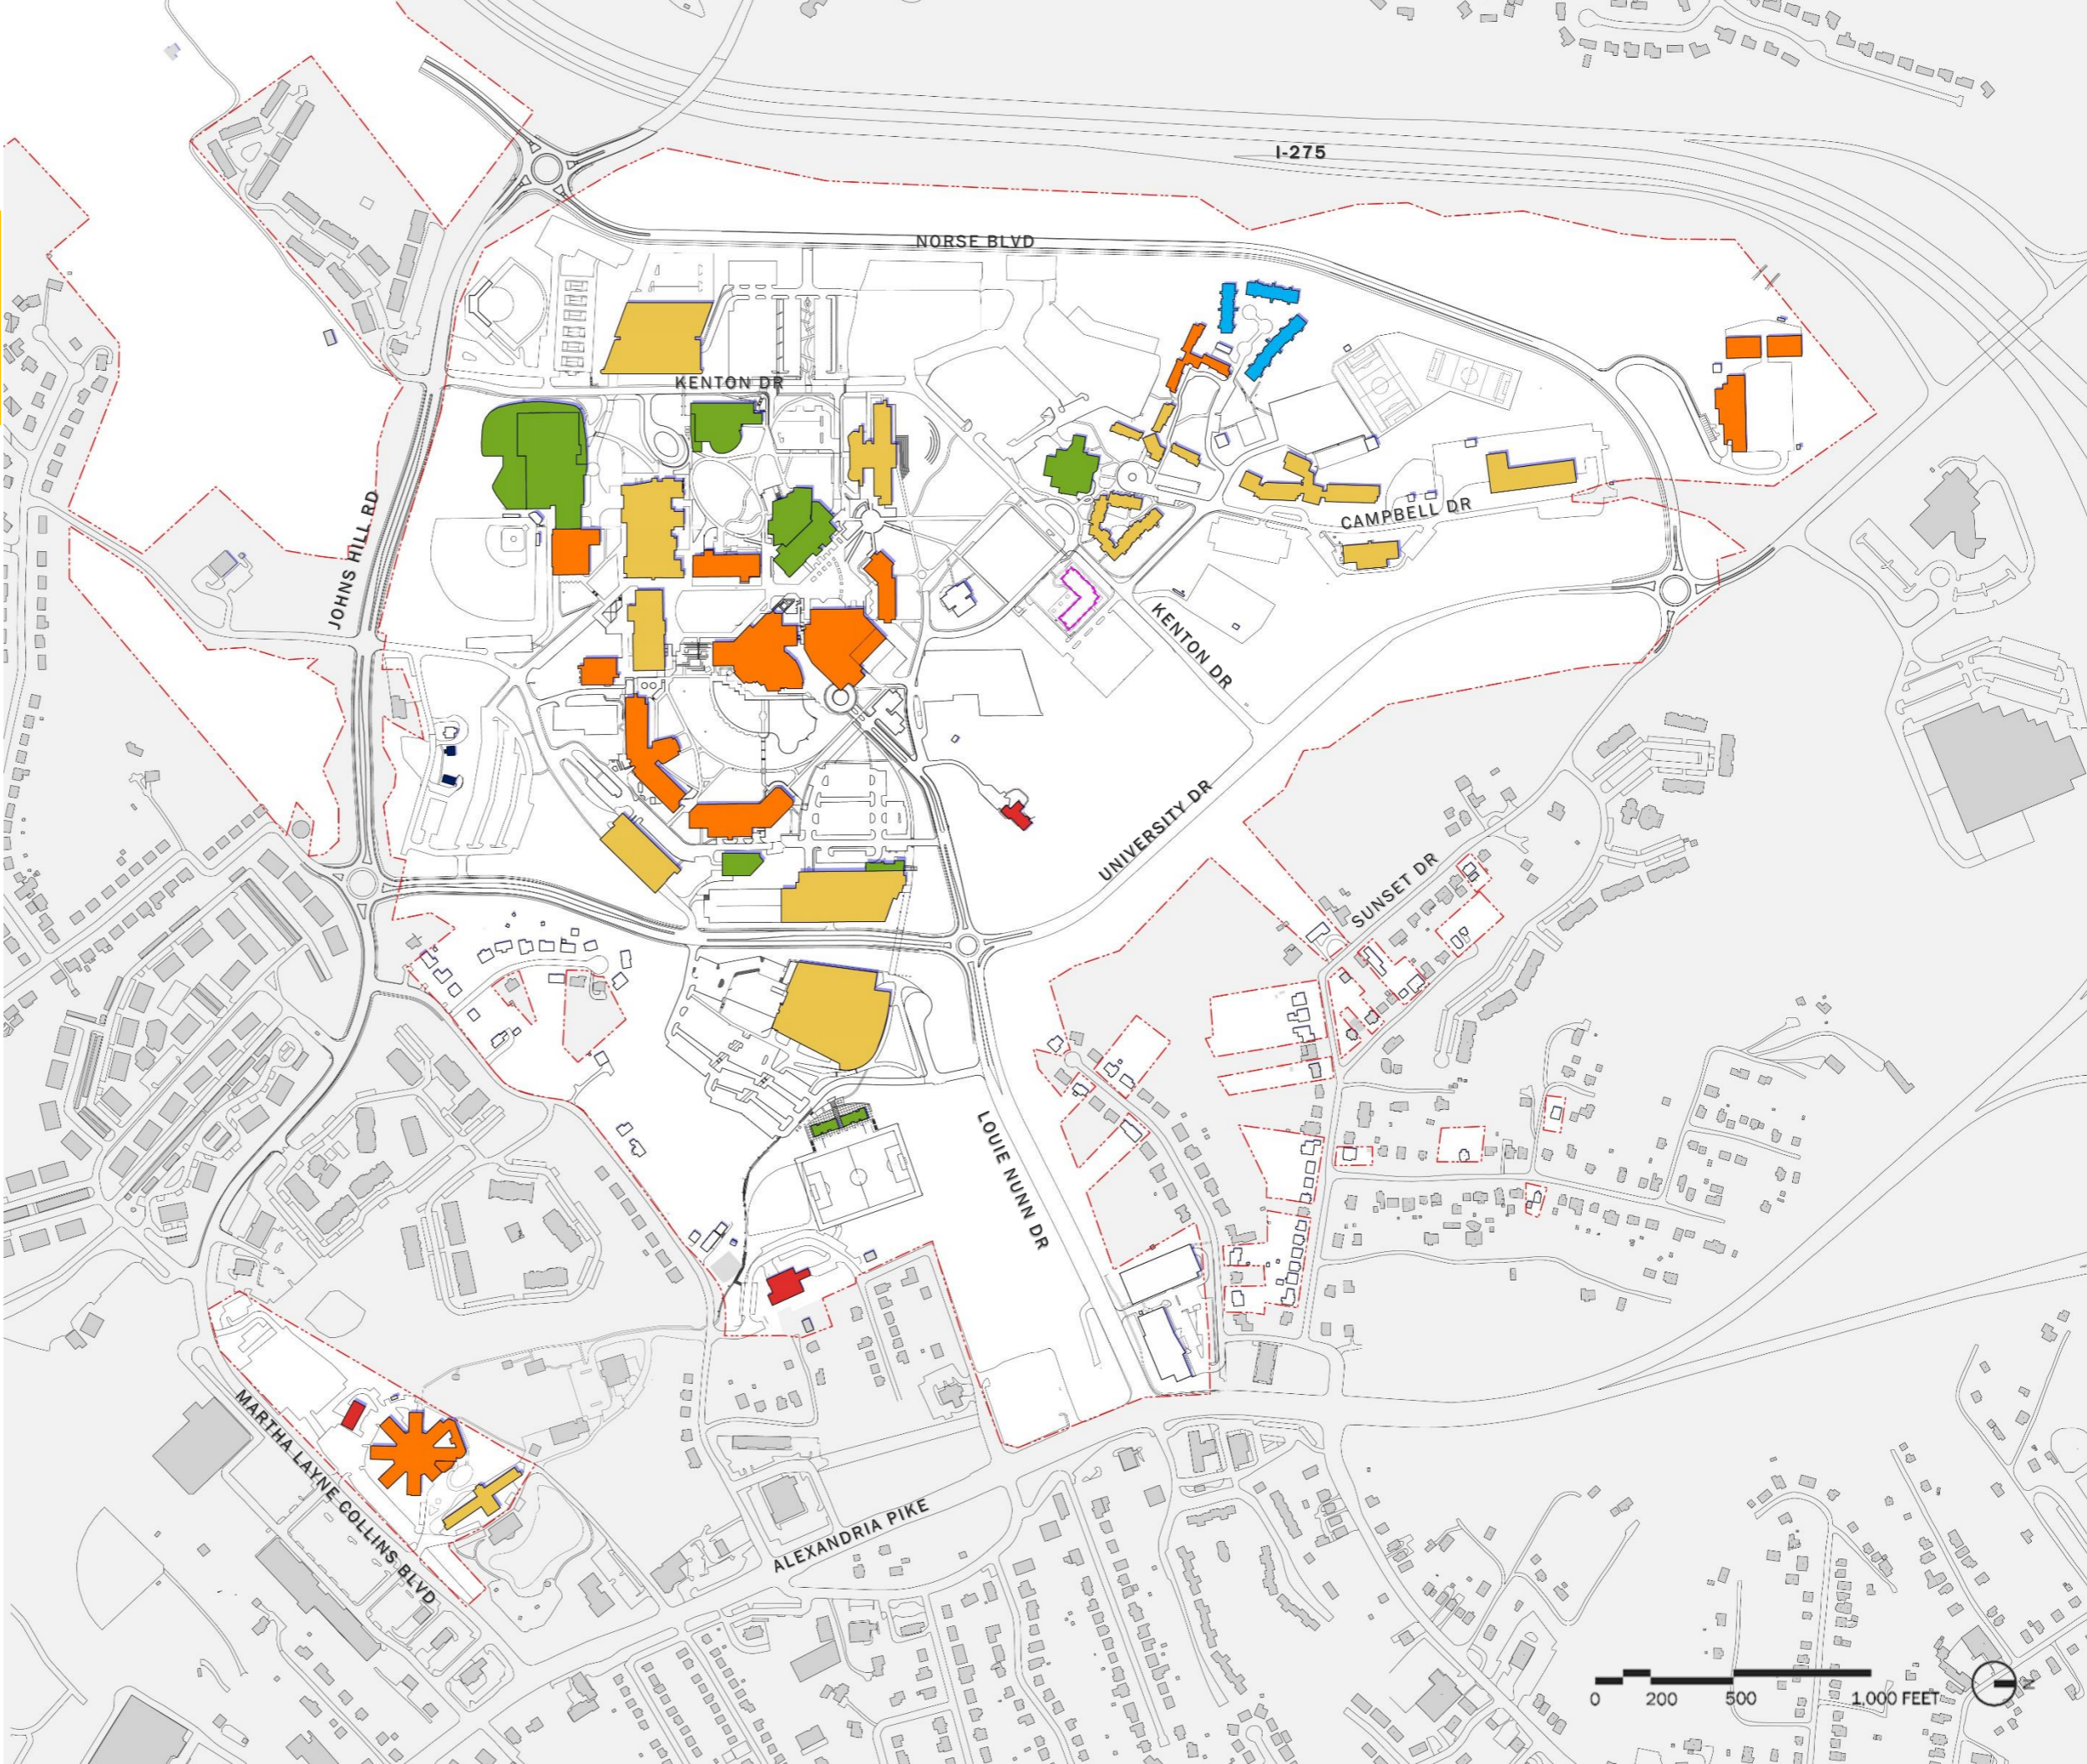 I-275
NORSE BLVD
KENTON DR
JOHNS HILL RD
CAMPBELL DR
KENTON DR
UNIVERSITY DR
SUNSET DR
LOUIE NUNN DR
MARTHA LAYNE COLLINS BLVD
ALEXANDRIA PIKE
0 200 500 1,000 FEET
N